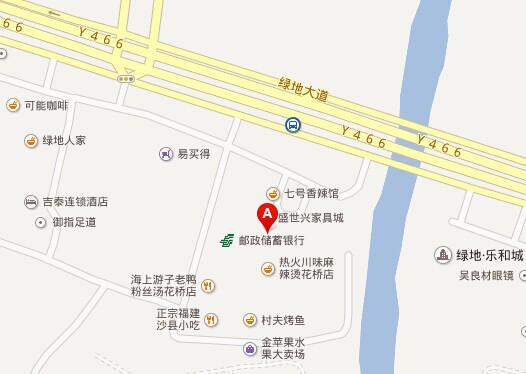 Y466
Y466
绿地大道
可能咖啡
Y466
Y466
绿地人家
易买得
七号香辣馆
吉泰连锁酒店
A
盛世兴家具城
御指足道
邮政储蓄银行
绿地·乐和城
热火川味麻
辣烫花桥店
吴良材眼镜
海上游子老鸭
粉丝汤花桥店
正宗福建
沙县小吃
村夫烤鱼
金苹果水
果大卖场